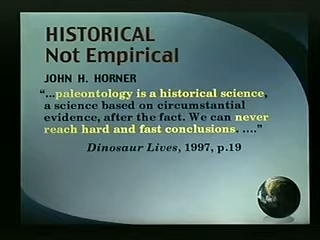 HISTORICAL
Not Empirical
JOHN H. HORNER
“...paleontology is a historical science,
a science based on circumstantial
evidence, after the fact. We can never
reach hard and fast conclusions. ....”
Dinosaur Lives, 1997, p.19